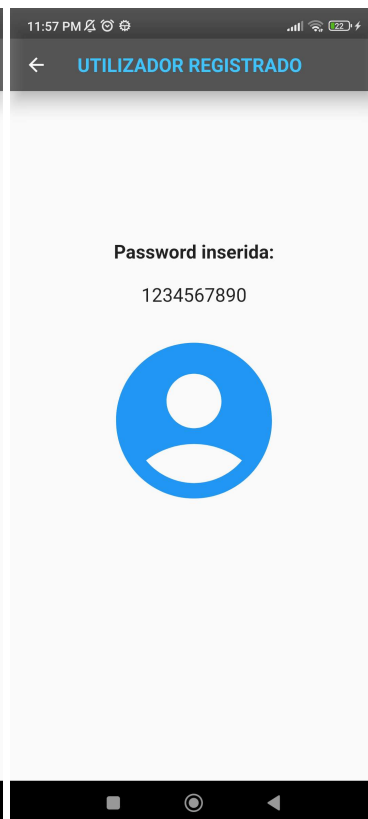 11:57 PM
22
UTILIZADOR REGISTRADO
Password inserida:
1234567890